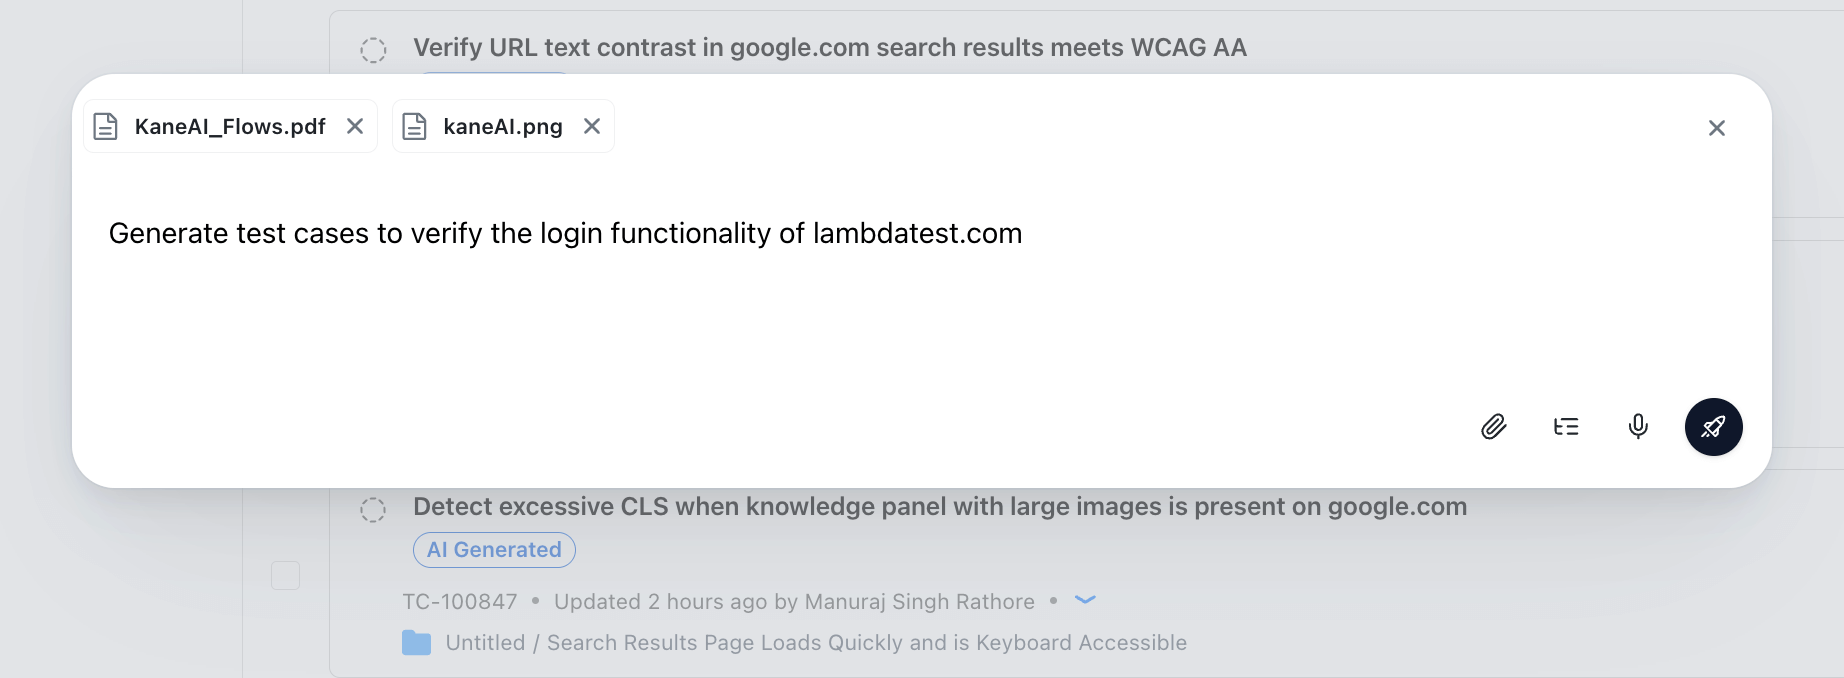 Verify URL text contrast in google.com search results meets WCAG AA
KaneAI_Flows.pdf
kaneAI.png
Generate test cases to verify the login functionality of lambdatest.com
Detect excessive CLS when knowledge panel with large images is present on google.com
AI Generated
TC-100847 • Updated 2 hours ago by Manuraj Singh Rathore •
Untitled / Search Results Page Loads Quickly and is Keyboard Accessible